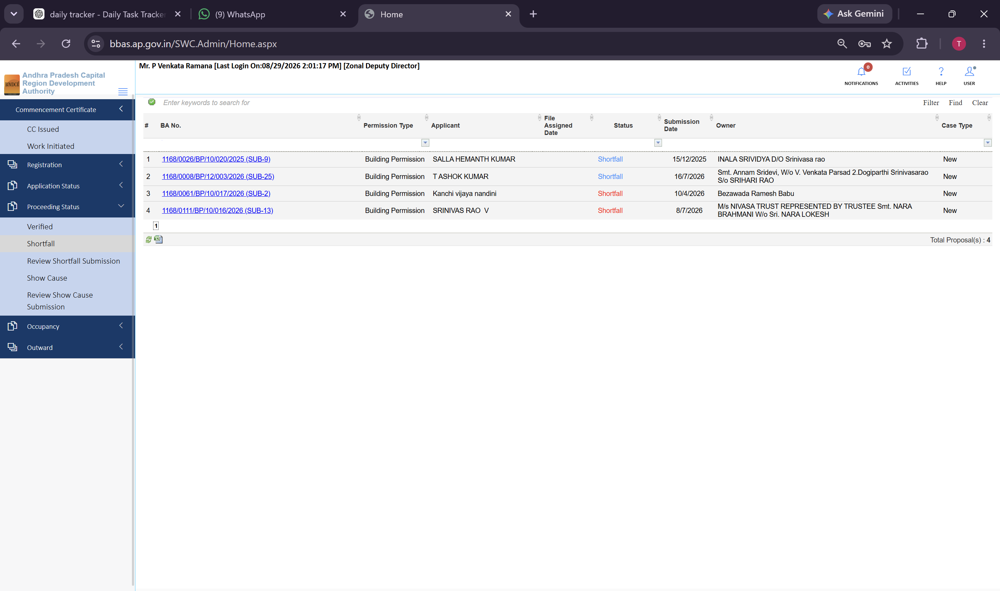 daily tracker - Daily Task Tracker
(9) WhatsApp
Home
Ask Gemini
bbas.ap.gov.in/SWC.Admin/Home.aspx
T
BIMDCR
Andhra Pradesh Capital
Region Development
Authority
Mr. P Venkata Ramana [Last Login On:08/29/2026 2:01:17 PM] [Zonal Deputy Director]
0
NOTIFICATIONS
ACTIVITIES
HELP
USER
Commencement Certificate
CC Issued
Work Initiated
Registration
Application Status
Proceeding Status
Verified
Shortfall
Review Shortfall Submission
Show Cause
Review Show Cause
Submission
Occupancy
Outward
Enter keywords to search for
Filter Find Clear
# BA No. Permission Type Applicant File Assigned Date Status Submission Date Owner Case Type
1 1168/0026/BP/10/020/2025 (SUB-9) Building Permission SALLA HEMANTH KUMAR Shortfall 15/12/2025 INALA SRIVIDYA D/O Srinivasa rao New
2 1168/0008/BP/12/003/2026 (SUB-25) Building Permission T ASHOK KUMAR Shortfall 16/7/2026 Smt. Annam Sridevi, W/o V. Venkata Parsad 2.Dogiparthi Srinivasarao S/o SRIHARI RAO New
3 1168/0061/BP/10/017/2026 (SUB-2) Building Permission Kanchi vijaya nandini Shortfall 10/4/2026 Bezawada Ramesh Babu New
4 1168/0111/BP/10/016/2026 (SUB-13) Building Permission SRINIVAS RAO V Shortfall 8/7/2026 M/s NIVASA TRUST REPRESENTED BY TRUSTEE Smt. NARA BRAHMANI W/o Sri. NARA LOKESH New
1
Total Proposal(s) : 4